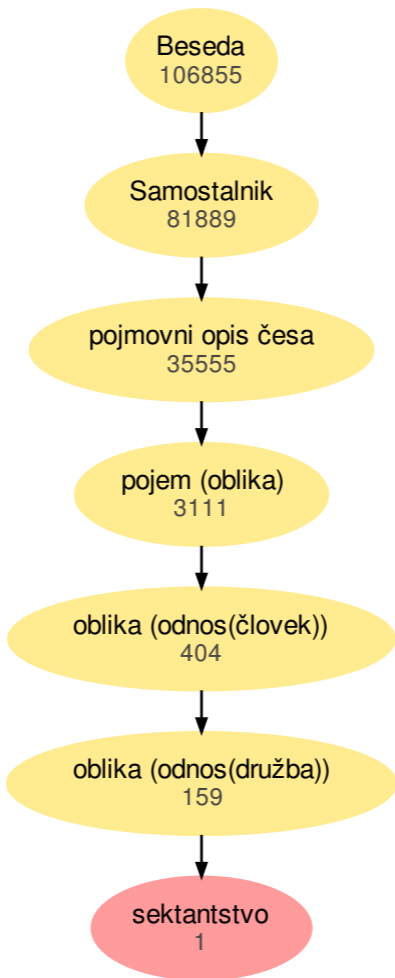 Beseda
106855
Samostalnik
81889
pojmovni opis česa
35555
pojem (oblika)
3111
oblika (odnos(človek))
404
oblika (odnos(družba))
159
sektantstvo
1